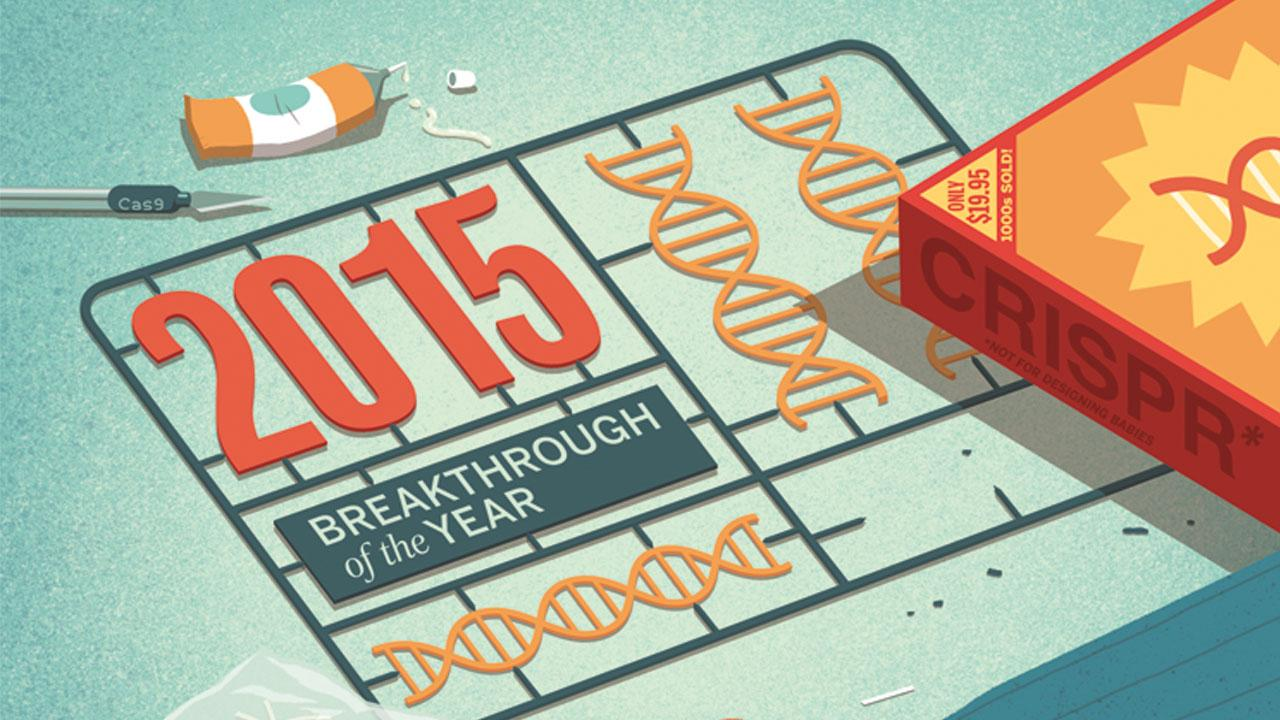 Cas9
2015
BREAKTHROUGH
of the YEAR
ONLY
$19.95
1000s SOLD!
CRISPR*
*NOT FOR DESIGNING BABIES